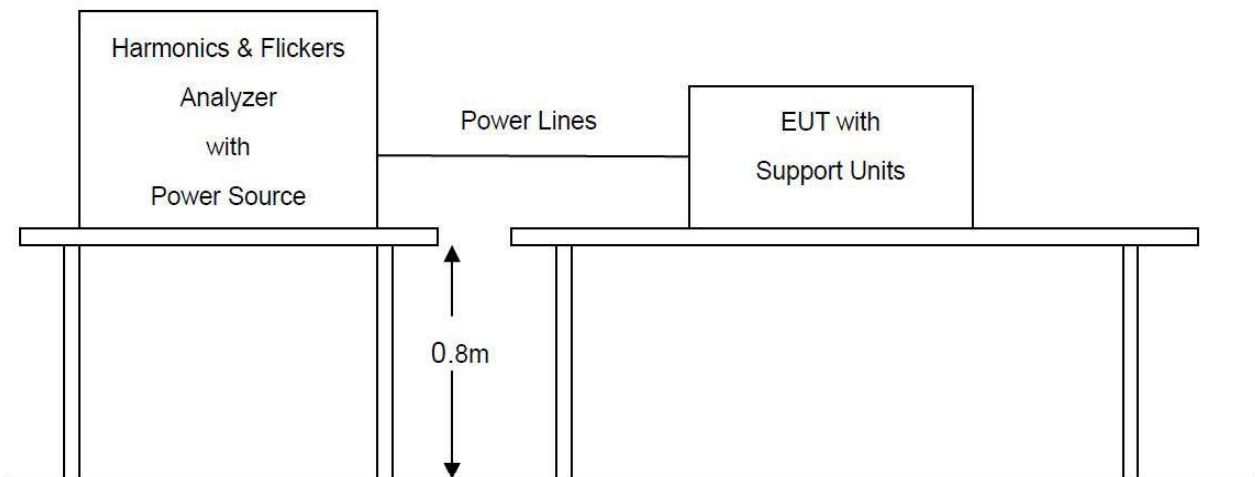 Harmonics & Flickers
Analyzer
with
Power Source
Power Lines
EUT with
Support Units
0.8m